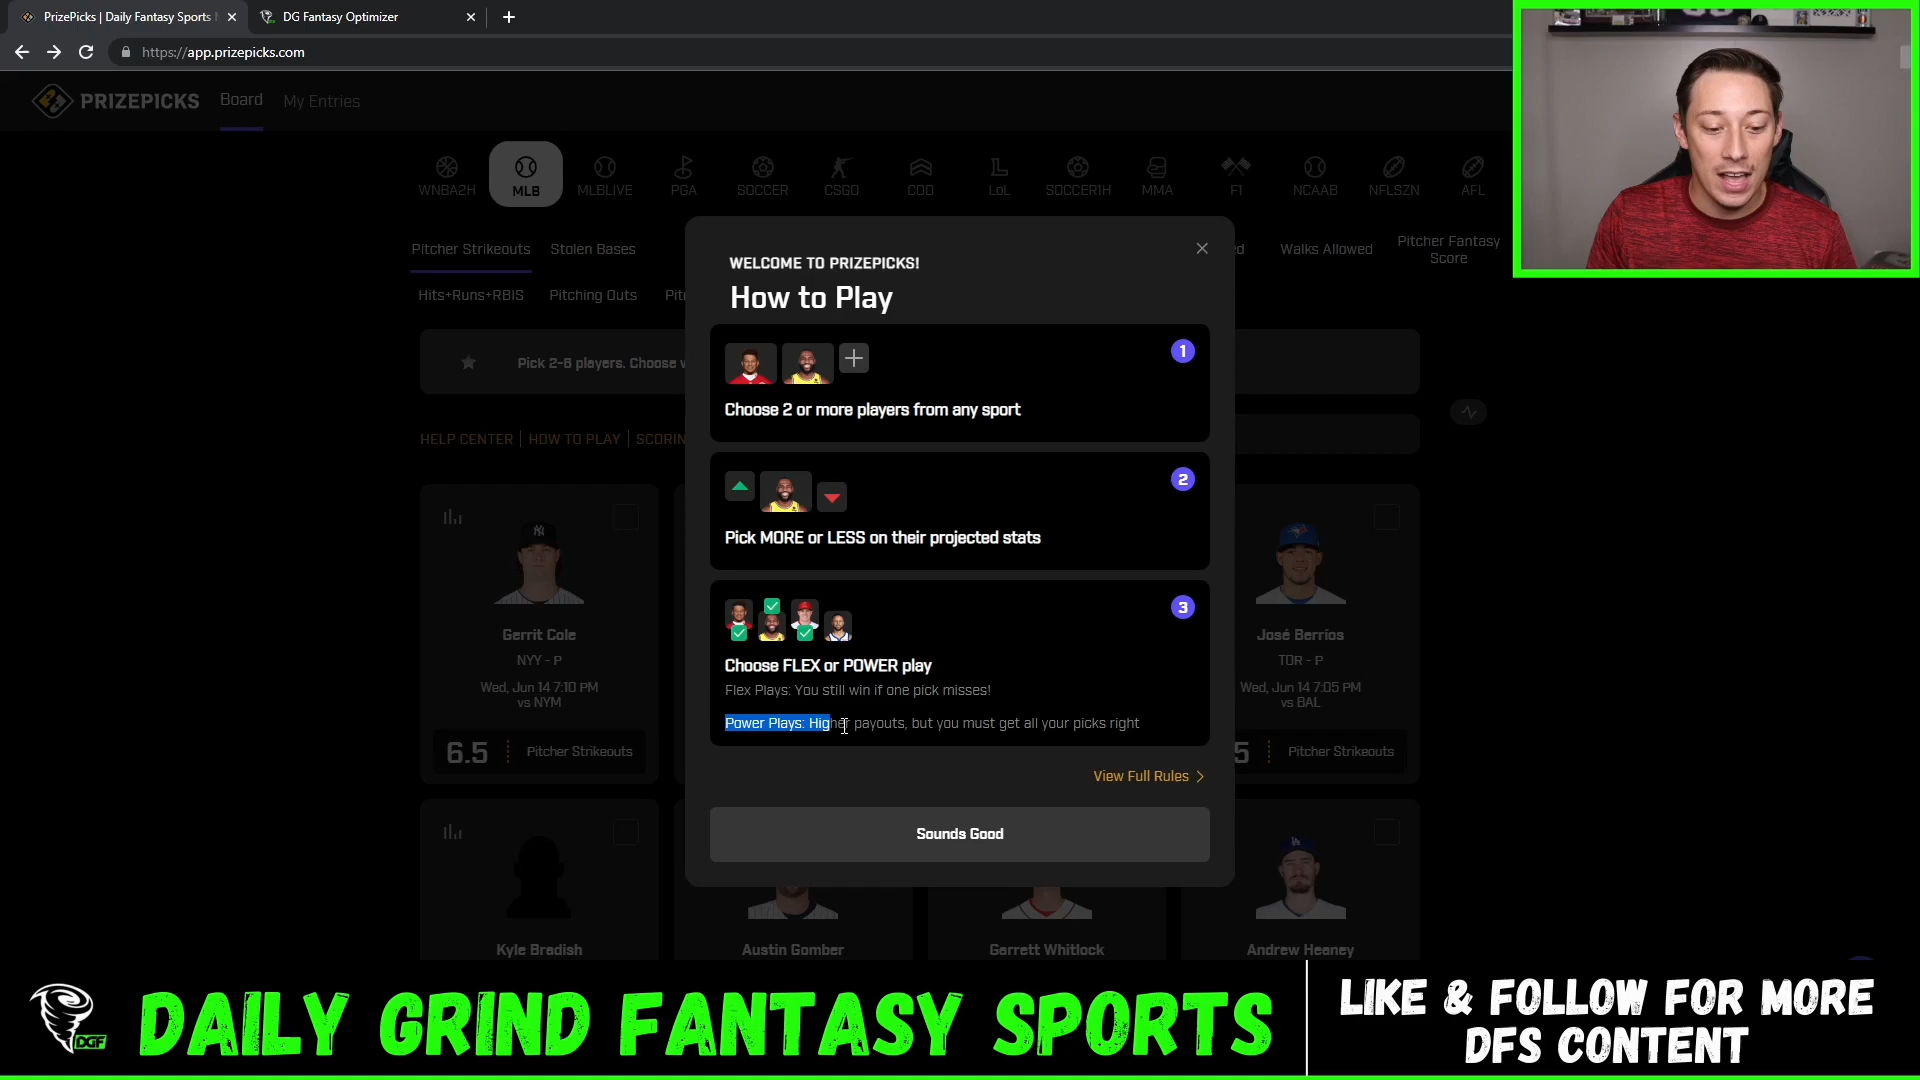 PrizePicks | Daily Fantasy Sports
DG Fantasy Optimizer
https://app.prizepicks.com
PRIZEPICKS
Board
My Entries
WNBA2H
MLB
MLBLIVE
PGA
SOCCER
CSGO
COD
LoL
SOCCER1H
MMA
F1
NCAAB
NFLSZN
AFL
Pitcher Strikeouts
Stolen Bases
Walks Allowed
Pitcher Fantasy
Score
Hits+Runs+RBIS
Pitching Outs
Pick 2-6 players. Choose
HELP CENTER | HOW TO PLAY |
WELCOME TO PRIZEPICKS!
How to Play
1
Choose 2 or more players from any sport
2
Pick MORE or LESS on their projected stats
3
Choose FLEX or POWER play
Flex Plays: You still win if one pick misses!
Power Plays: Higher payouts, but you must get all your picks right
View Full Rules
Sounds Good
Gerrit Cole
NYY - P
Wed, Jun 14 7:10 PM
vs NYM
6.5
Pitcher Strikeouts
José Berríos
TOR - P
Wed, Jun 14 7:05 PM
vs BAL
Pitcher Strikeouts
Kyle Bradish
Austin Gomber
Garrett Whitlock
Andrew Heaney
DGF
DAILY GRIND FANTASY SPORTS
LIKE & FOLLOW FOR MORE
DFS CONTENT